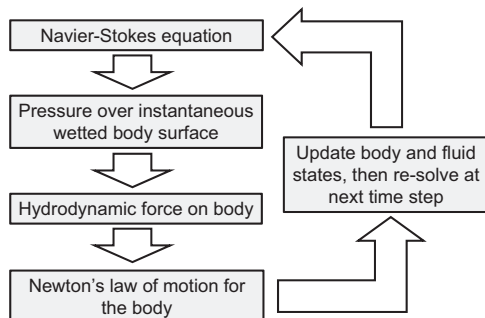 Navier-Stokes equation
Pressure over instantaneous
wetted body surface
Hydrodynamic force on body
Newton's law of motion for
the body
Update body and fluid
states, then re-solve at
next time step